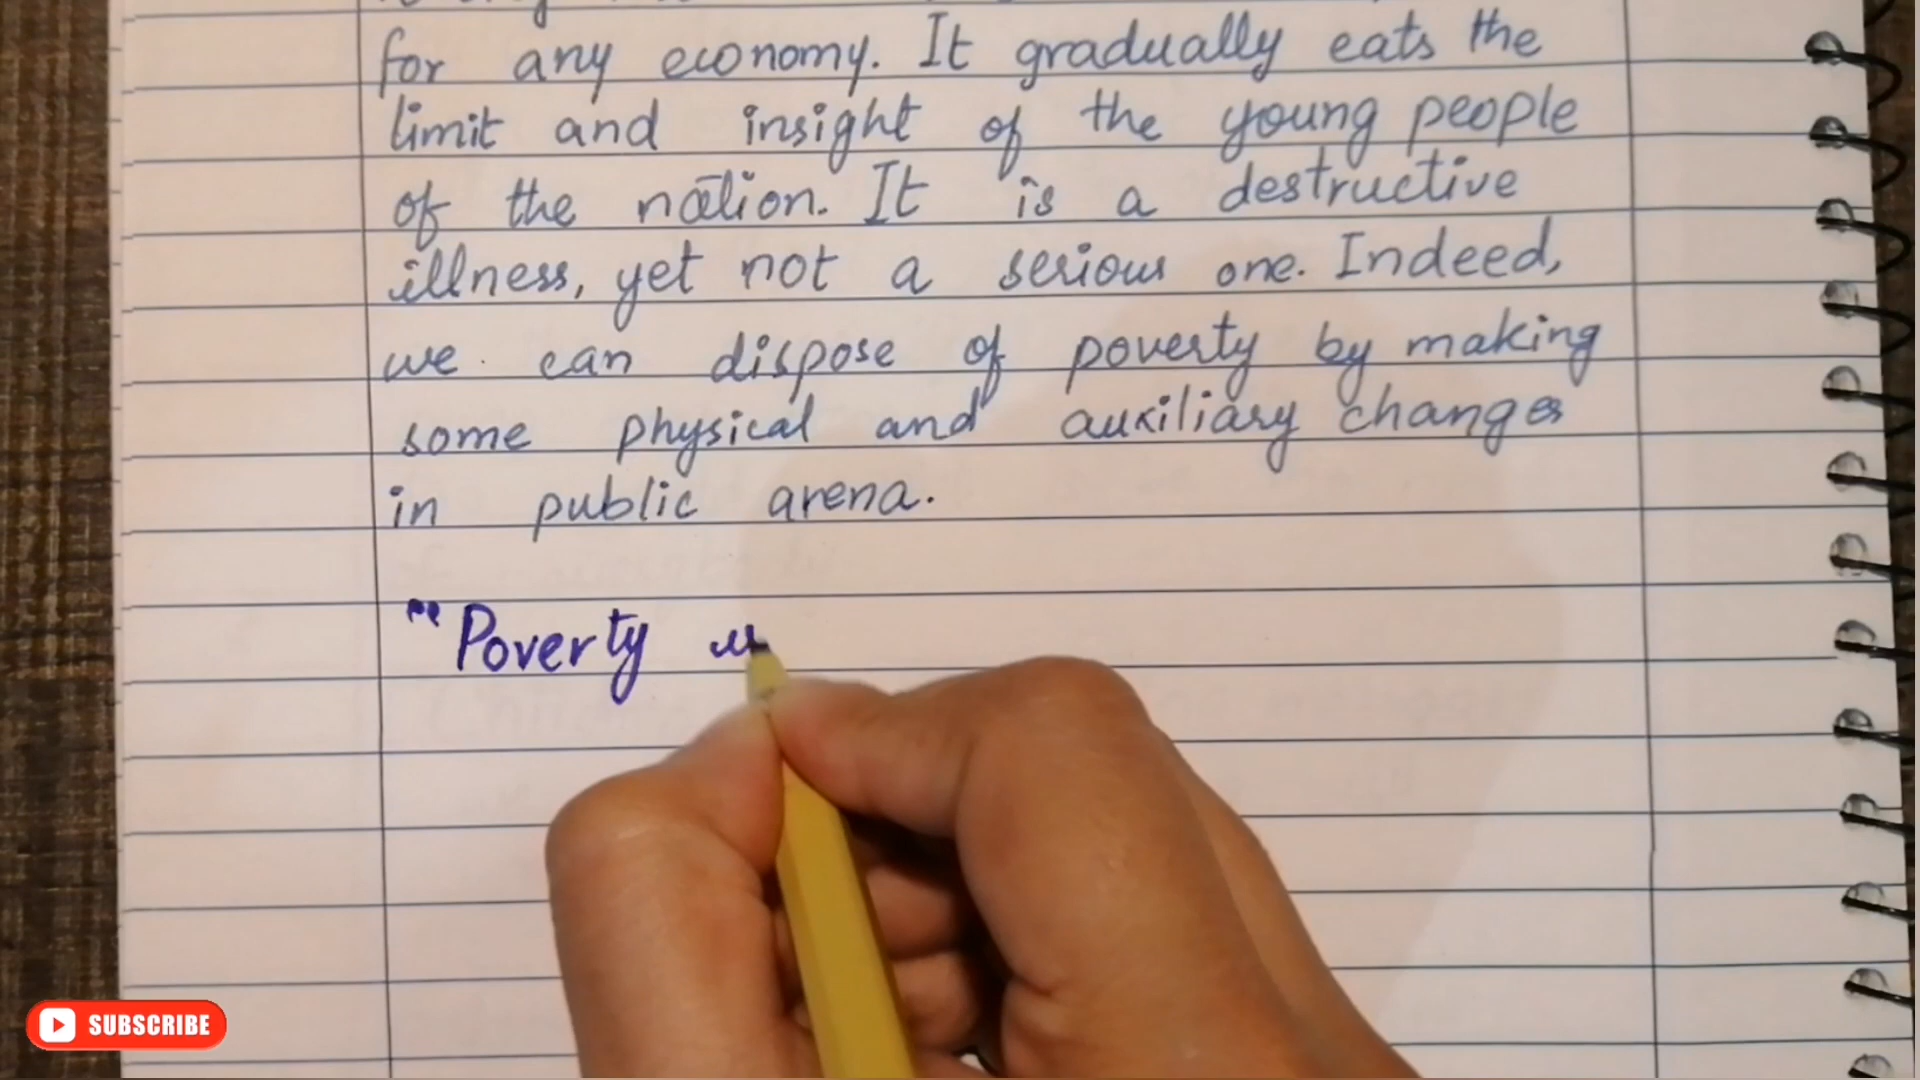 for any economy. It gradually eats the
limit and insight of the young people
of the nation. It is a destructive
illness, yet not a serious one. Indeed,
we can dispose of poverty by making
some physical and auxiliary changes
in public arena.
"Poverty
SUBSCRIBE